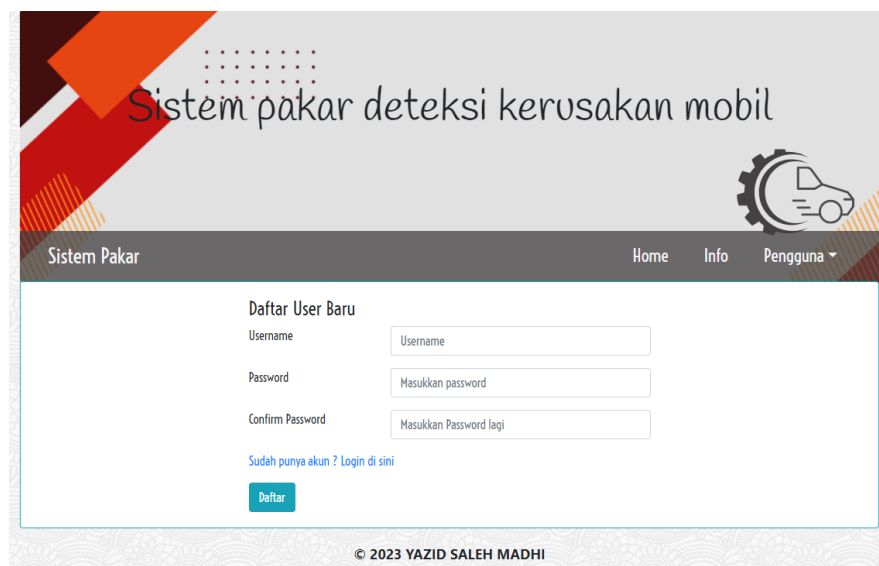 Sistem pakar deteksi kerusakan mobil
Sistem Pakar Home Info Pengguna
Daftar User Baru
Username Username
Password Masukkan password
Confirm Password Masukkan Password lagi
Sudah punya akun ? Login di sini
Daftar
© 2023 YAZID SALEH MADHI